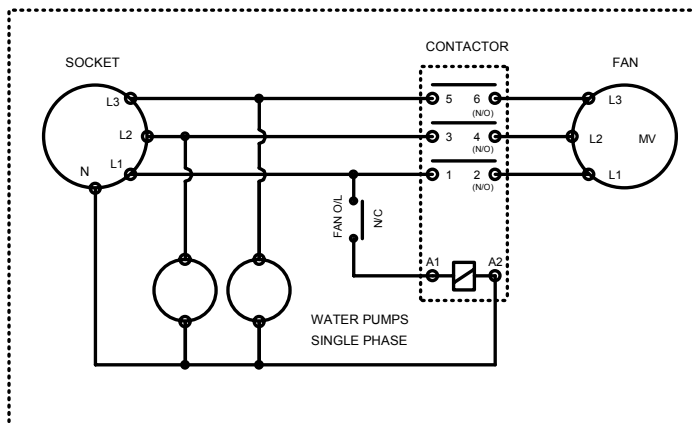 SOCKET
CONTACTOR
FAN
L3
5
6
(N/O)
L3
L2
3
4
(N/O)
L2
MV
N
L1
1
2
(N/O)
L1
FAN O/L
N/C
A1
A2
WATER PUMPS
SINGLE PHASE